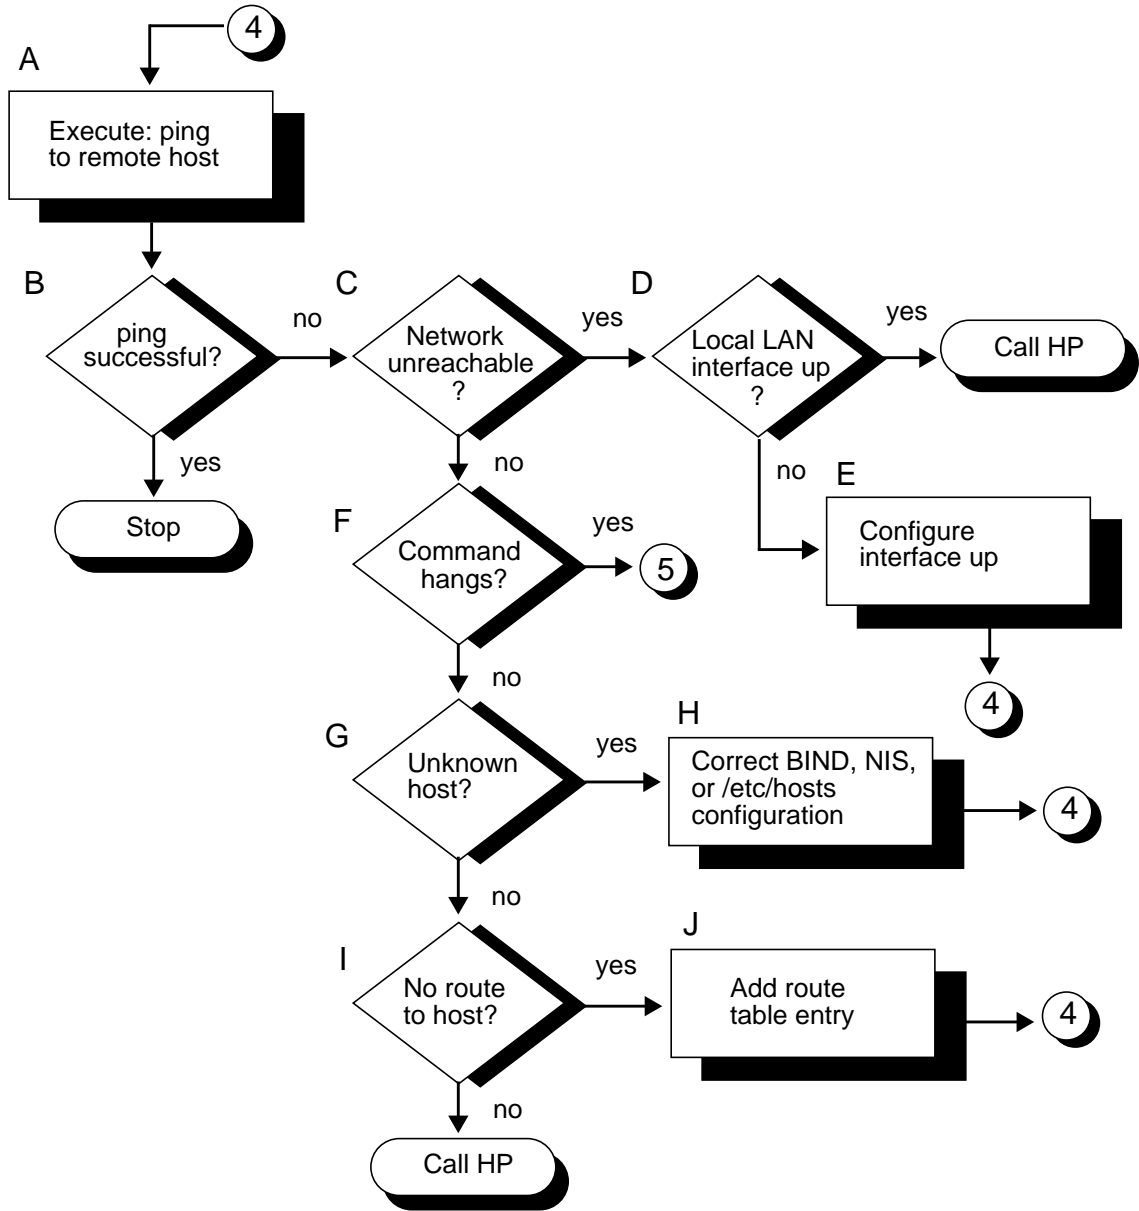 4
A
Execute: ping
to remote host
B
ping
successful?
no
C
Network
unreachable
?
yes
D
Local LAN
interface up
?
yes
Call HP
yes
Stop
no
no
E
Configure
interface up
4
F
Command
hangs?
yes
5
no
G
Unknown
host?
yes
H
Correct BIND, NIS,
or /etc/hosts
configuration
4
no
I
No route
to host?
yes
J
Add route
table entry
4
no
Call HP